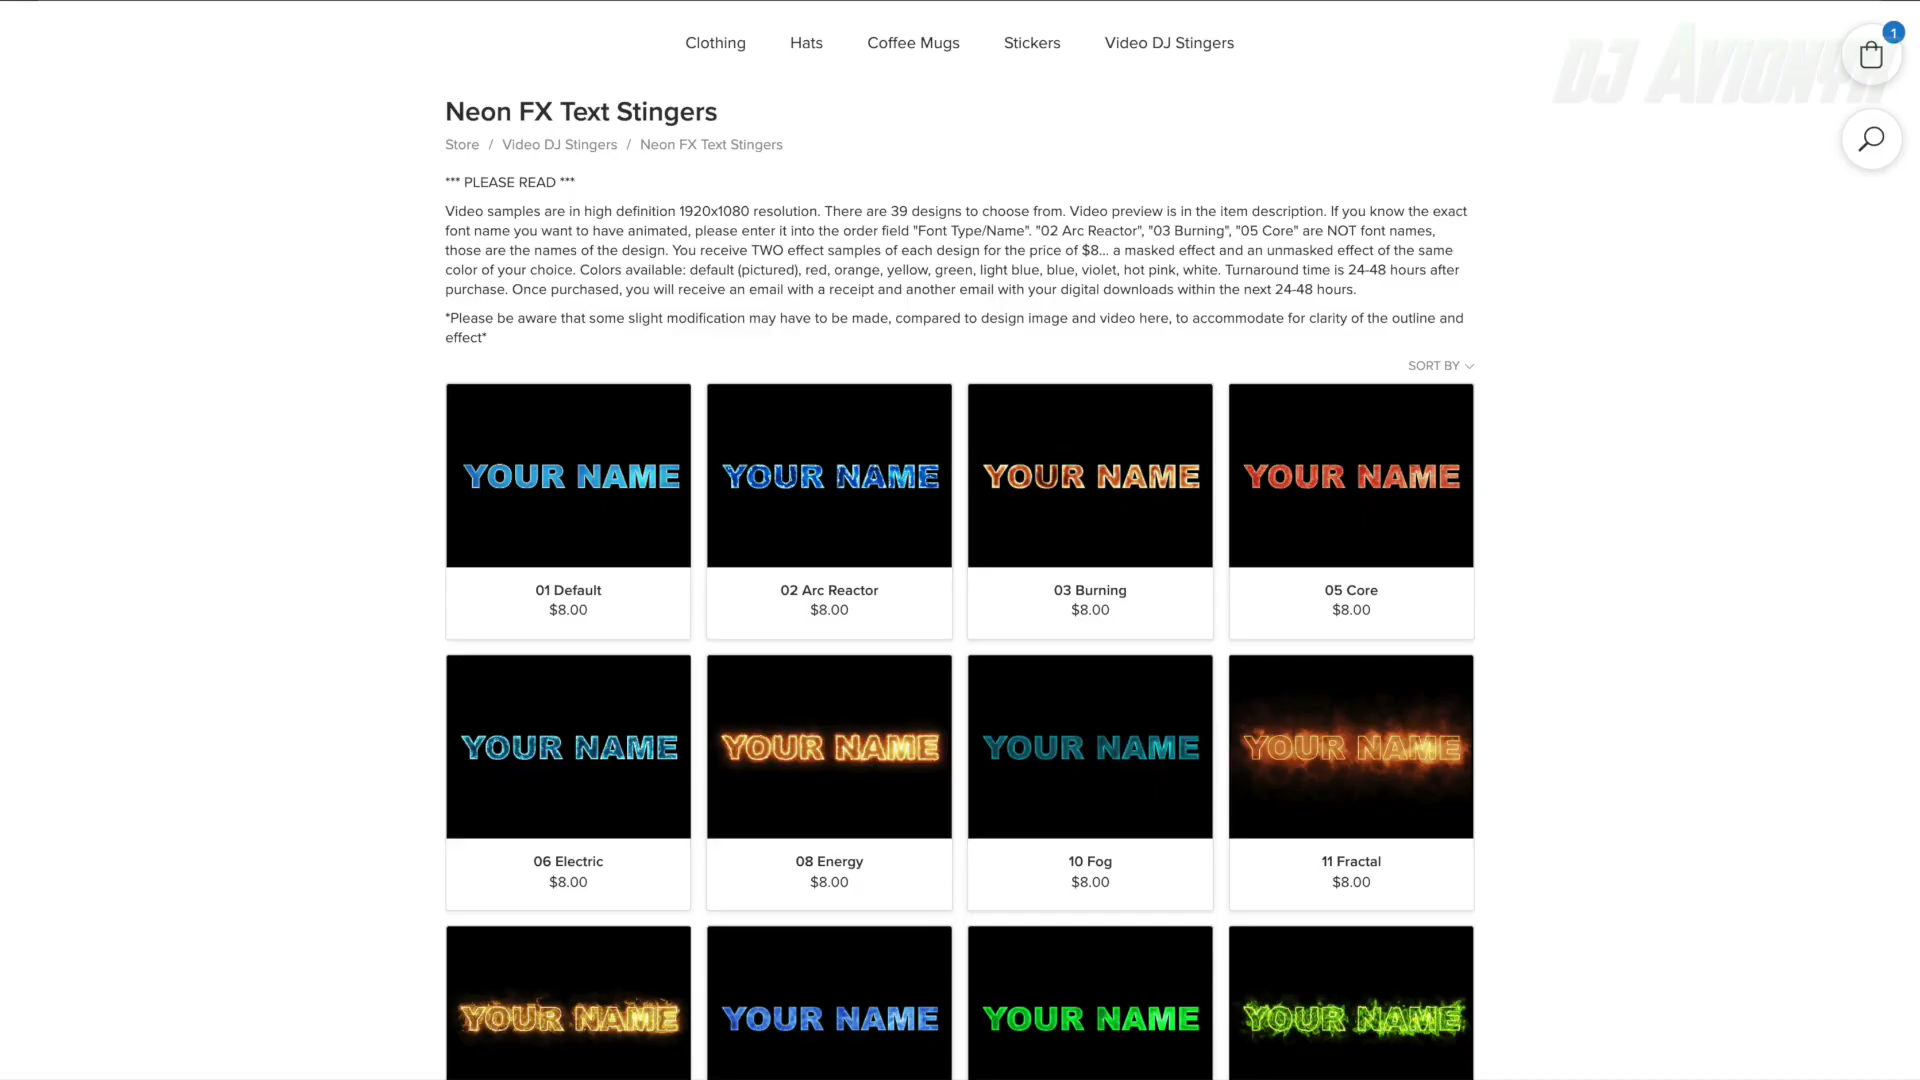 Clothing Hats Coffee Mugs Stickers Video DJ Stingers
1
Neon FX Text Stingers
Store / Video DJ Stingers / Neon FX Text Stingers
*** PLEASE READ ***
Video samples are in high definition 1920x1080 resolution. There are 39 designs to choose from. Video preview is in the item description. If you know the exact
font name you want to have animated, please enter it into the order field "Font Type/Name". "02 Arc Reactor", "03 Burning", "05 Core" are NOT font names,
those are the names of the design. You receive TWO effect samples of each design for the price of $8... a masked effect and an unmasked effect of the same
color of your choice. Colors available: default (pictured), red, orange, yellow, green, light blue, blue, violet, hot pink, white. Turnaround time is 24-48 hours after
purchase. Once purchased, you will receive an email with a receipt and another email with your digital downloads within the next 24-48 hours.
*Please be aware that some slight modification may have to be made, compared to design image and video here, to accommodate for clarity of the outline and
effect*
SORT BY
YOUR NAME YOUR NAME YOUR NAME YOUR NAME
01 Default 02 Arc Reactor 03 Burning 05 Core
$8.00 $8.00 $8.00 $8.00
YOUR NAME YOUR NAME YOUR NAME YOUR NAME
06 Electric 08 Energy 10 Fog 11 Fractal
$8.00 $8.00 $8.00 $8.00
YOUR NAME YOUR NAME YOUR NAME YOUR NAME